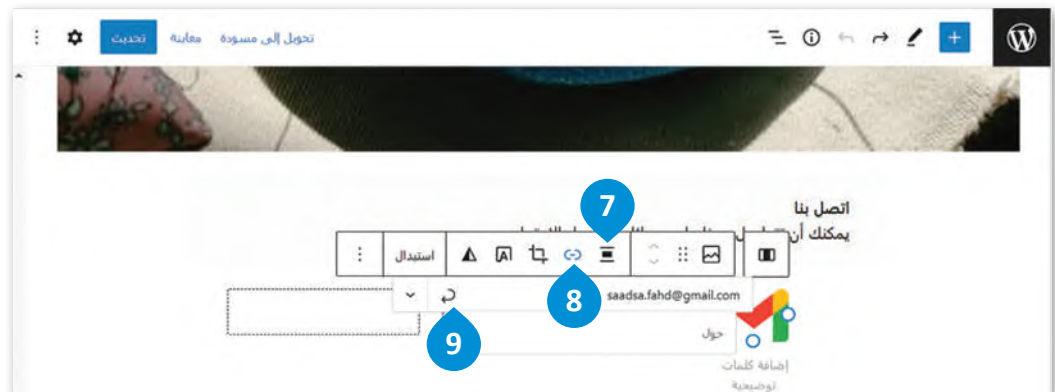 تحويل إلى مسودة معاينة تحديث
اتصل بنا
يمكنك أن
7
استبدال
saadsa.fahd@gmail.com
8
9
حول
إضافة كلمات
توضيحية